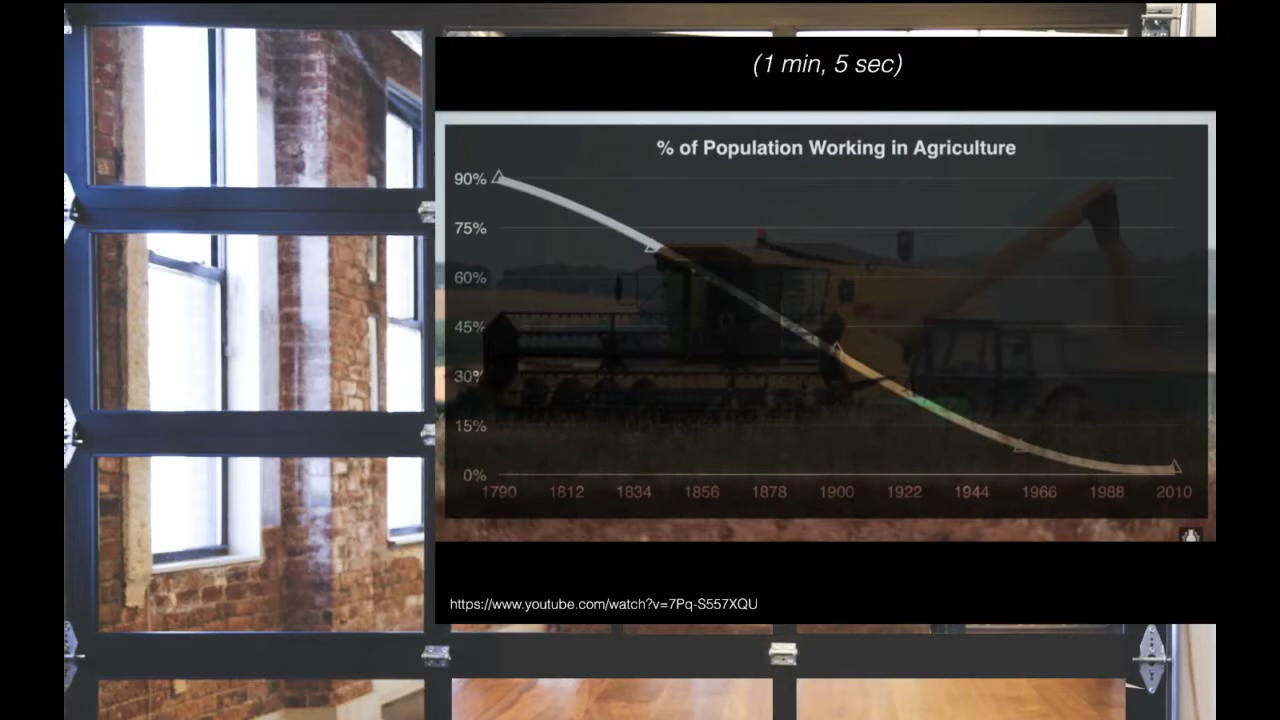 (1 min, 5 sec)
% of Population Working in Agriculture
90%
75%
60%
45%
30%
15%
0%
1790 1812 1834 1856 1878 1900 1922 1944 1966 1988 2010
https://www.youtube.com/watch?v=7Pq-S557XQU